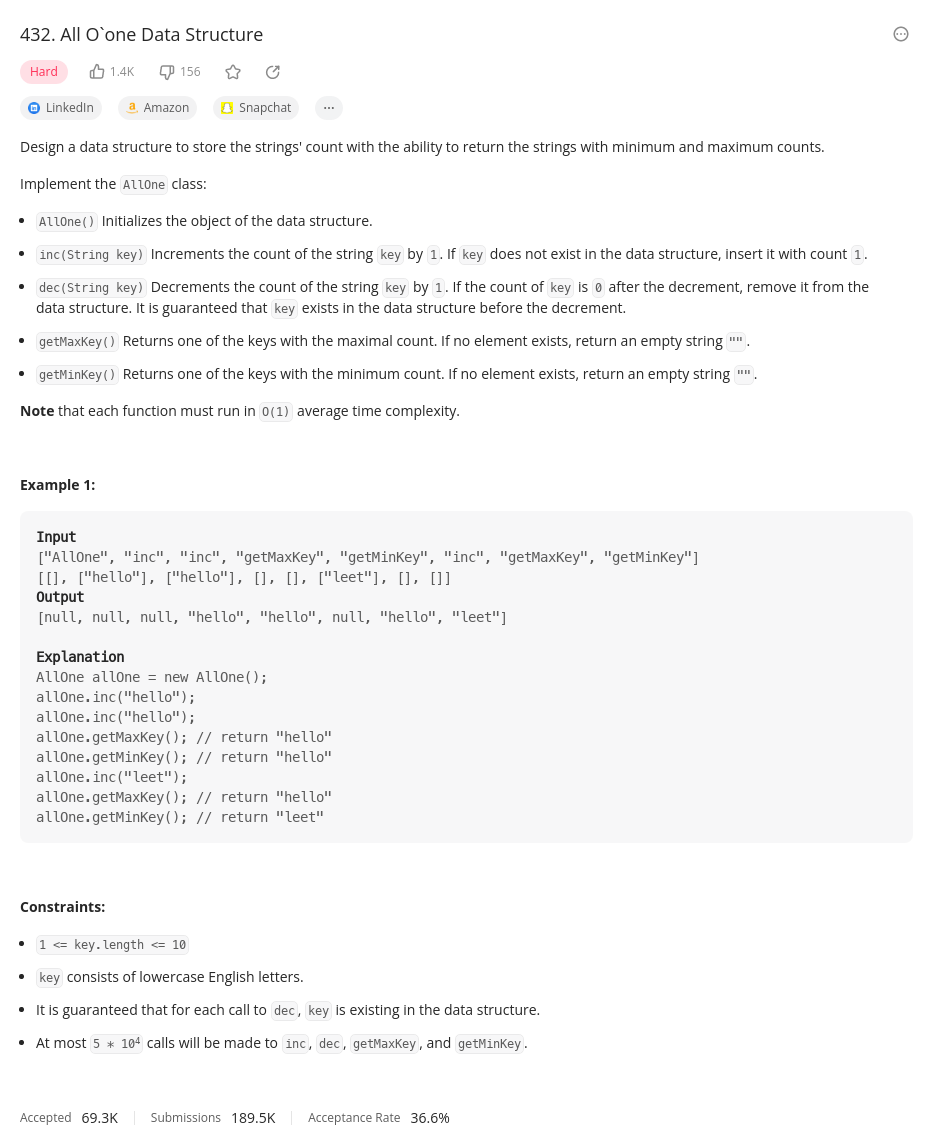 432. All O`one Data Structure
Hard 1.4K 156
LinkedIn a Amazon Snapchat ...
Design a data structure to store the strings' count with the ability to return the strings with minimum and maximum counts.
Implement the AllOne class:
• AllOne() Initializes the object of the data structure.
• inc(String key) Increments the count of the string key by 1. If key does not exist in the data structure, insert it with count 1.
• dec(String key) Decrements the count of the string key by 1. If the count of key is 0 after the decrement, remove it from the
data structure. It is guaranteed that key exists in the data structure before the decrement.
• getMaxKey() Returns one of the keys with the maximal count. If no element exists, return an empty string "".
• getMinKey() Returns one of the keys with the minimum count. If no element exists, return an empty string "".
Note that each function must run in O(1) average time complexity.
Example 1:
Input
["AllOne", "inc", "inc", "getMaxKey", "getMinKey", "inc", "getMaxKey", "getMinKey"]
[[], ["hello"], ["hello"], [], [], ["leet"], [], []]
Output
[null, null, null, "hello", "hello", null, "hello", "leet"]
Explanation
AllOne allOne = new AllOne();
allOne.inc("hello");
allOne.inc("hello");
allOne.getMaxKey(); // return "hello"
allOne.getMinKey(); // return "hello"
allOne.inc("leet");
allOne.getMaxKey(); // return "hello"
allOne.getMinKey(); // return "leet"
Constraints:
• 1 <= key.length <= 10
• key consists of lowercase English letters.
• It is guaranteed that for each call to dec, key is existing in the data structure.
• At most 5 * 10⁴ calls will be made to inc, dec, getMaxKey, and getMinKey.
Accepted 69.3K Submissions 189.5K Acceptance Rate 36.6%